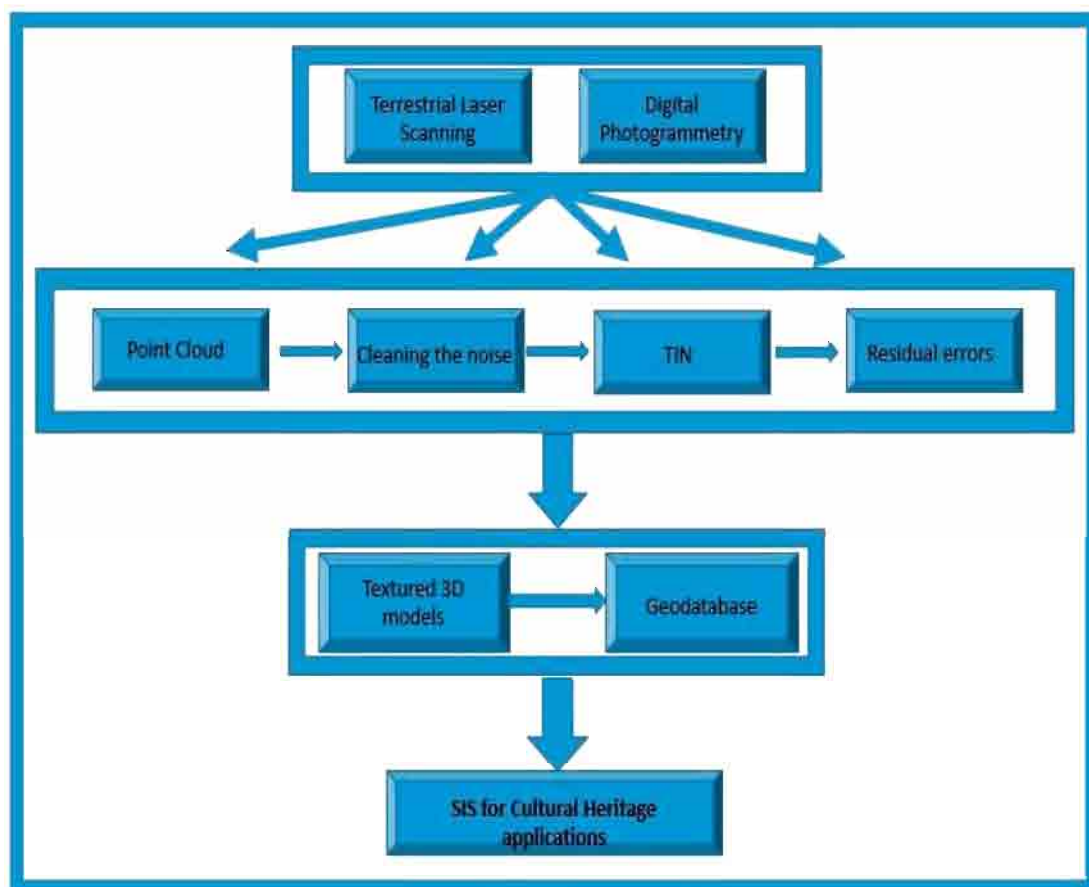 Terrestrial Laser
Scanning
Digital
Photogrammetry
Point Cloud
Cleaning the noise
TIN
Residual errors
Textured 3D
models
Geodatabase
SIS for Cultural Heritage
applications